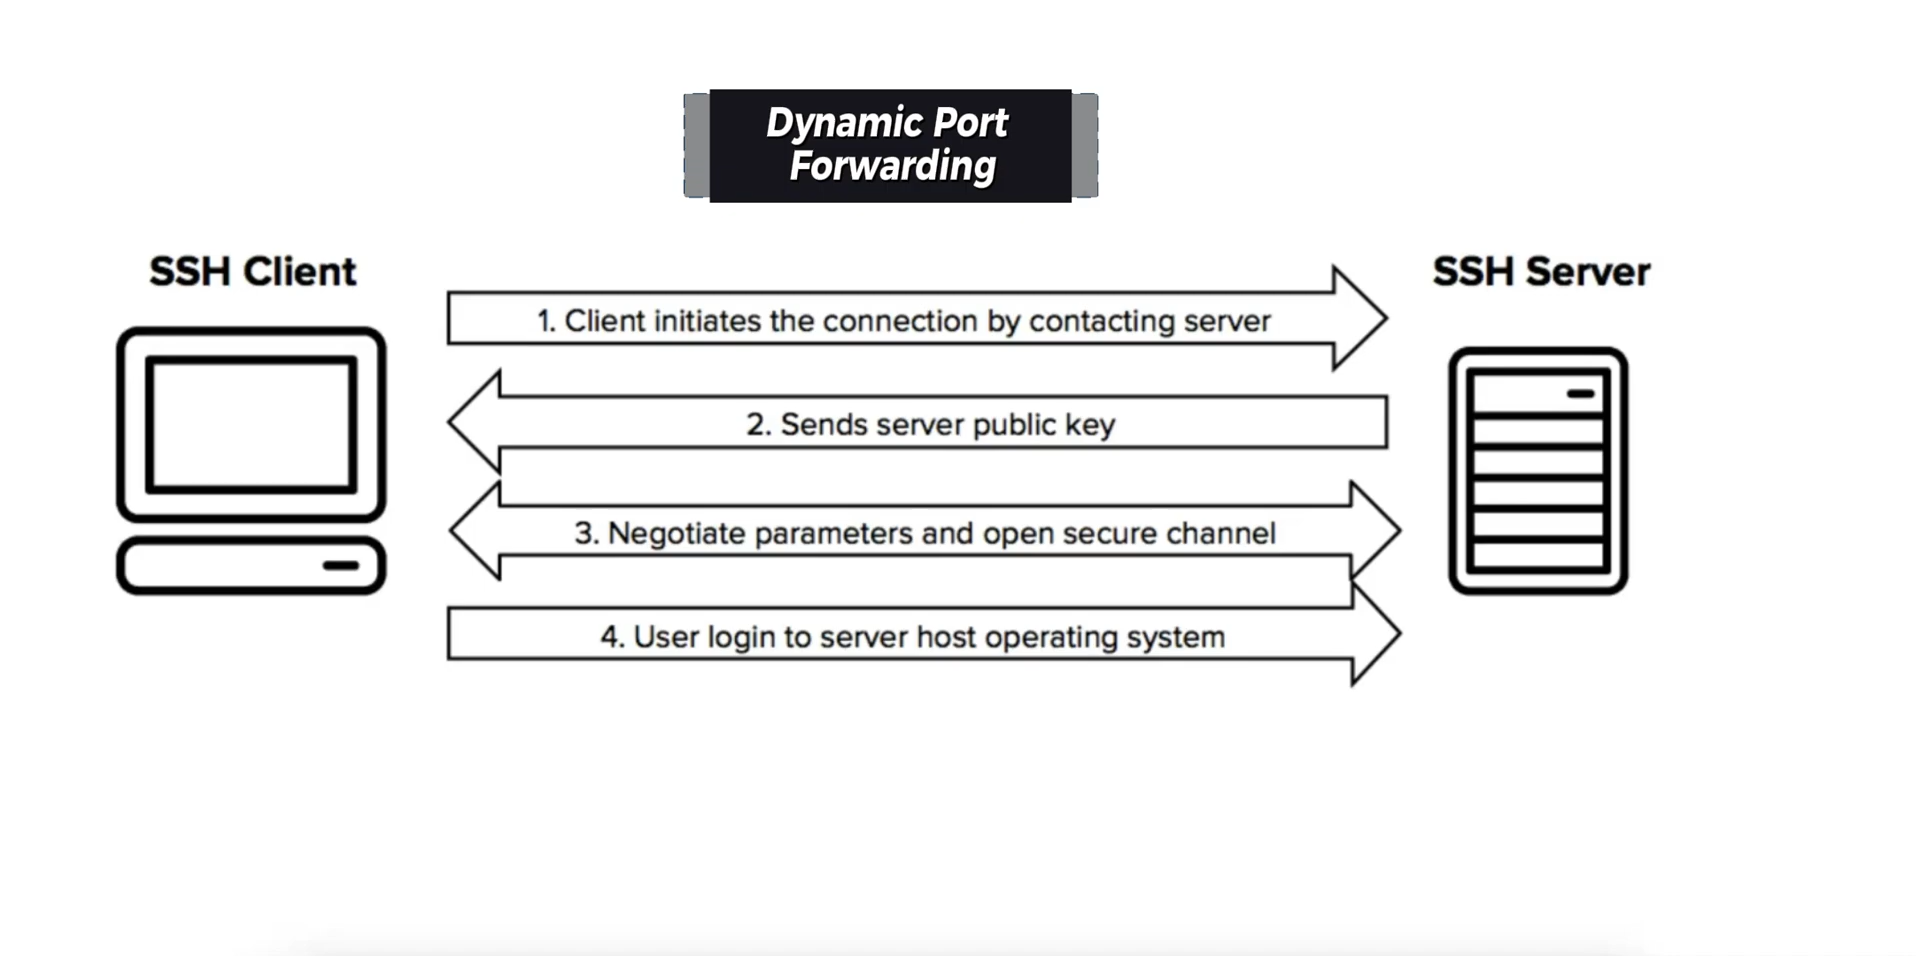 Dynamic Port
Forwarding
SSH Client
SSH Server
1. Client initiates the connection by contacting server
2. Sends server public key
3. Negotiate parameters and open secure channel
4. User login to server host operating system